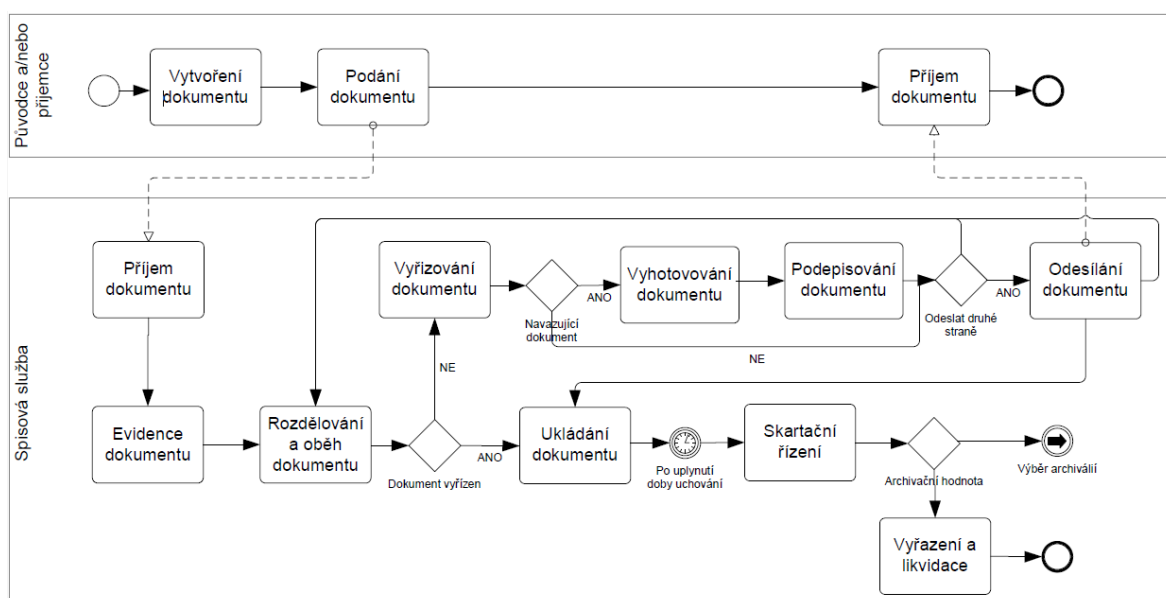 Původce a/nebo
příjemce
Vytvoření
dokumentu
Podání
dokumentu
Příjem
dokumentu
Spisová služba
Příjem
dokumentu
Vyřizování
dokumentu
Navazující
dokument
ANO
Vyhotovování
dokumentu
Podepisování
dokumentu
Odeslat druhé
straně
ANO
Odesílání
dokumentu
NE
NE
Evidence
dokumentu
Rozdělování
a oběh
dokumentu
Dokument vyřízen
ANO
Ukládání
dokumentu
Po uplynutí
doby uchování
Skartační
řízení
Archivační hodnota
Výběr archiválií
Vyřazení a
likvidace